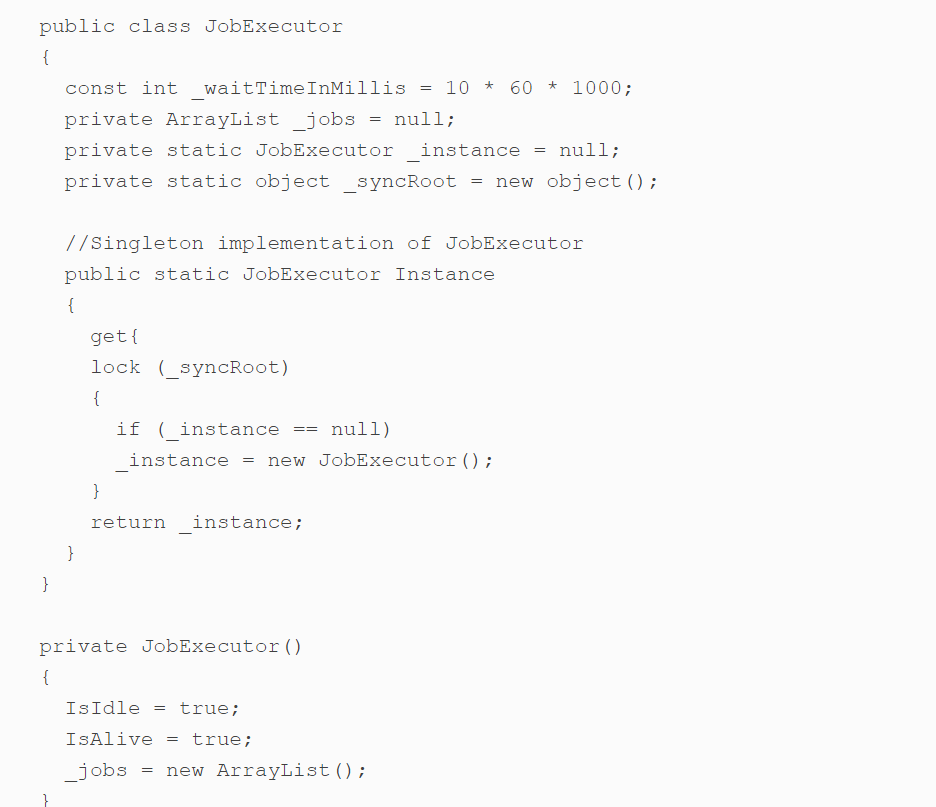 public class JobExecutor
{
const int _waitTimeInMillis = 10 * 60 * 1000;
private ArrayList _jobs = null;
private static JobExecutor _instance = null;
private static object _syncRoot = new object();
//Singleton implementation of JobExecutor
public static JobExecutor Instance
{
get{
lock (_syncRoot)
{
if (_instance == null)
_instance = new JobExecutor();
}
return _instance;
}
}
private JobExecutor()
{
IsIdle = true;
IsAlive = true;
_jobs = new ArrayList();
}